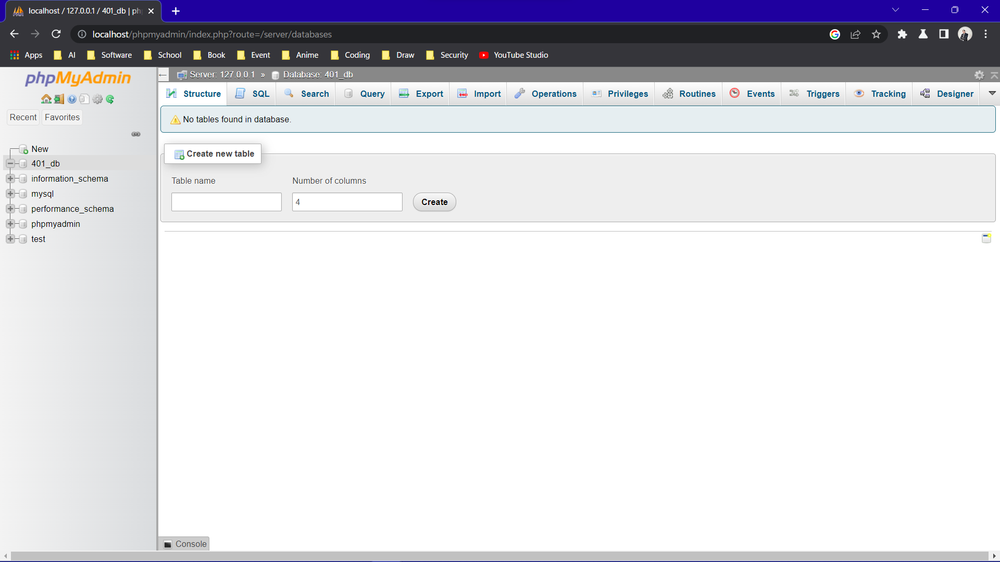 localhost / 127.0.0.1 / 401_db | ph
localhost/phpmyadmin/index.php?route=/server/databases
Apps AI Software School Book Event Anime Coding Draw Security YouTube Studio
phpMyAdmin
Recent Favorites
New
401_db
information_schema
mysql
performance_schema
phpmyadmin
test
Server: 127.0.0.1 » Database: 401_db
Structure SQL Search Query Export Import Operations Privileges Routines Events Triggers Tracking Designer
No tables found in database.
Create new table
Table name Number of columns
4 Create
Console